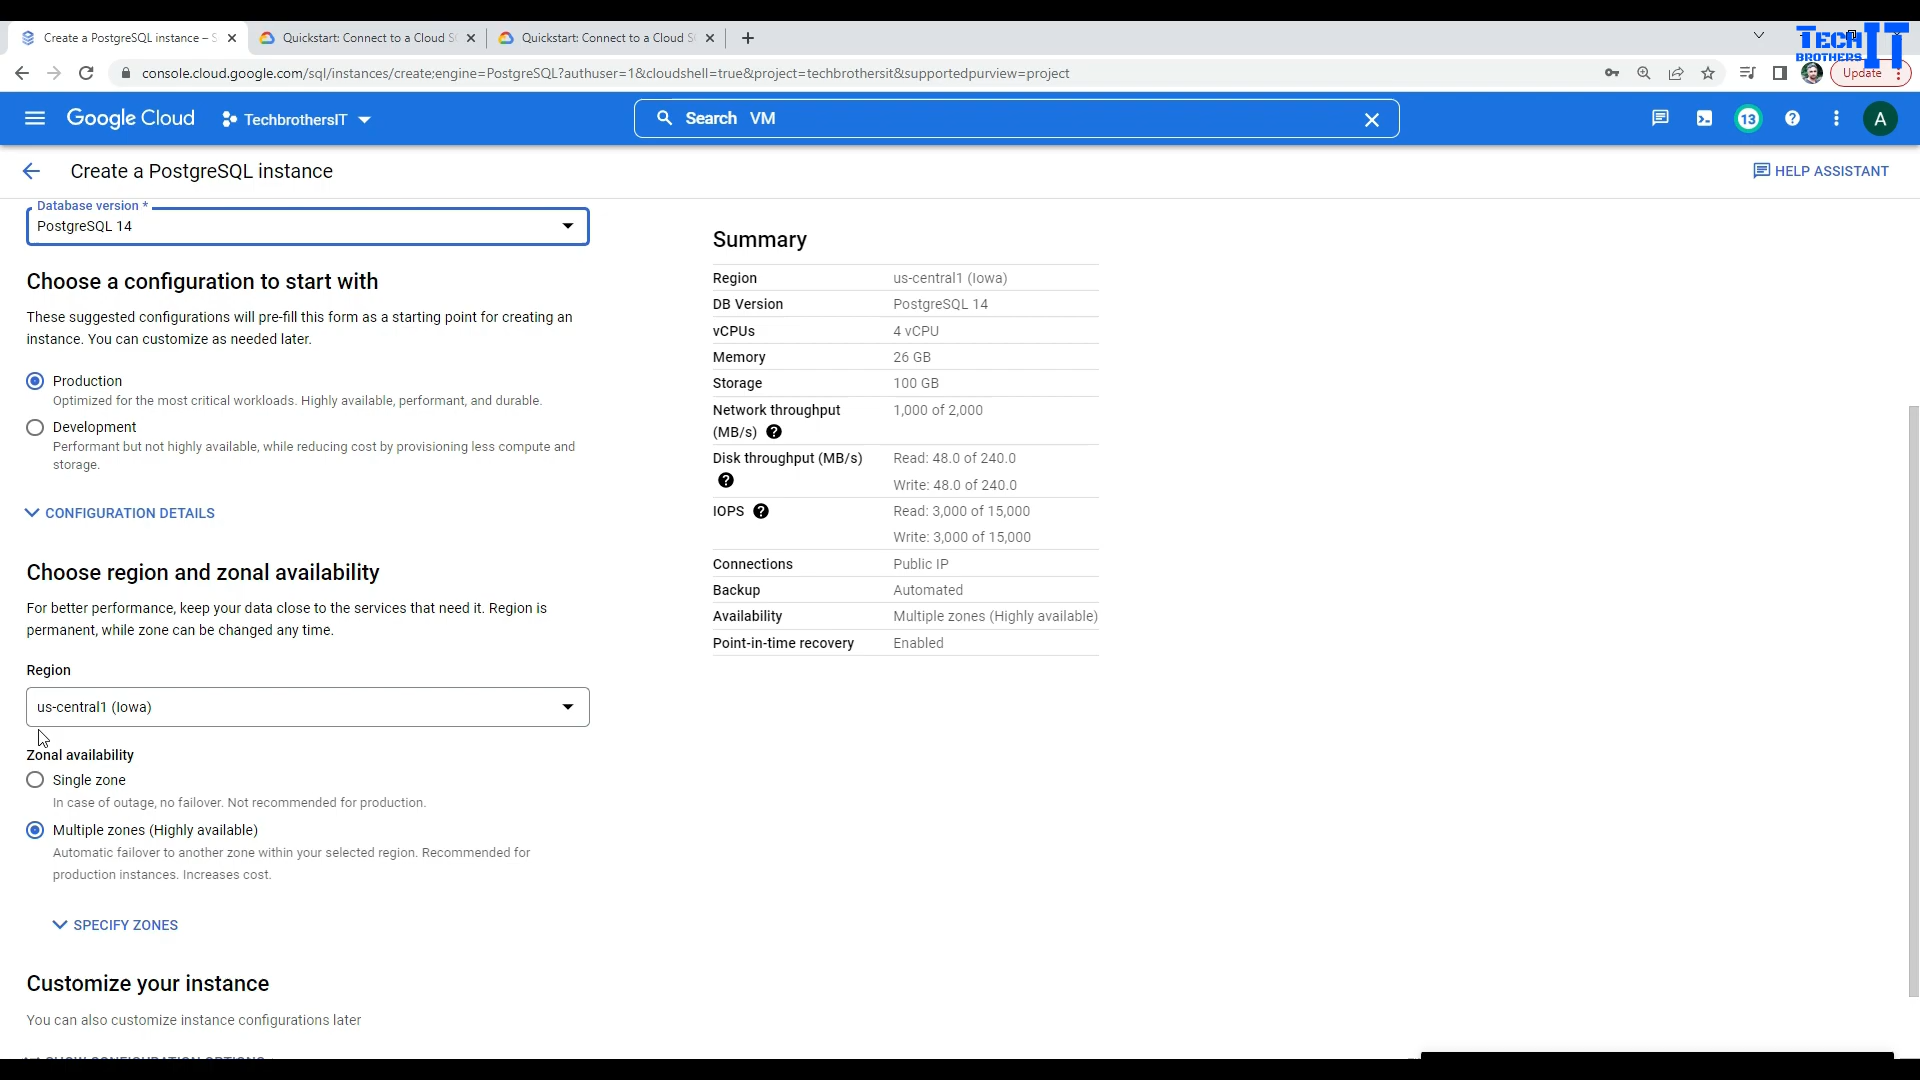 Create a PostgreSQL instance – S
Quickstart: Connect to a Cloud S
Quickstart: Connect to a Cloud S
TECH IT
BROTHERS
console.cloud.google.com/sql/instances/create;engine=PostgreSQL?authuser=1&cloudshell=true&project=techbrothersit&supportedpurview=project
Update
Google Cloud
TechbrothersIT
Search VM
13
A
Create a PostgreSQL instance
HELP ASSISTANT
Database version *
PostgreSQL 14
Choose a configuration to start with
These suggested configurations will pre-fill this form as a starting point for creating an
instance. You can customize as needed later.
Production
Optimized for the most critical workloads. Highly available, performant, and durable.
Development
Performant but not highly available, while reducing cost by provisioning less compute and
storage.
CONFIGURATION DETAILS
Choose region and zonal availability
For better performance, keep your data close to the services that need it. Region is
permanent, while zone can be changed any time.
Region
us-central1 (Iowa)
Zonal availability
Single zone
In case of outage, no failover. Not recommended for production.
Multiple zones (Highly available)
Automatic failover to another zone within your selected region. Recommended for
production instances. Increases cost.
SPECIFY ZONES
Customize your instance
You can also customize instance configurations later
SHOW CONFIGURATION OPTIONS
Summary
Region us-central1 (Iowa)
DB Version PostgreSQL 14
vCPUs 4 vCPU
Memory 26 GB
Storage 100 GB
Network throughput 1,000 of 2,000
(MB/s)
Disk throughput (MB/s) Read: 48.0 of 240.0
Write: 48.0 of 240.0
IOPS Read: 3,000 of 15,000
Write: 3,000 of 15,000
Connections Public IP
Backup Automated
Availability Multiple zones (Highly available)
Point-in-time recovery Enabled